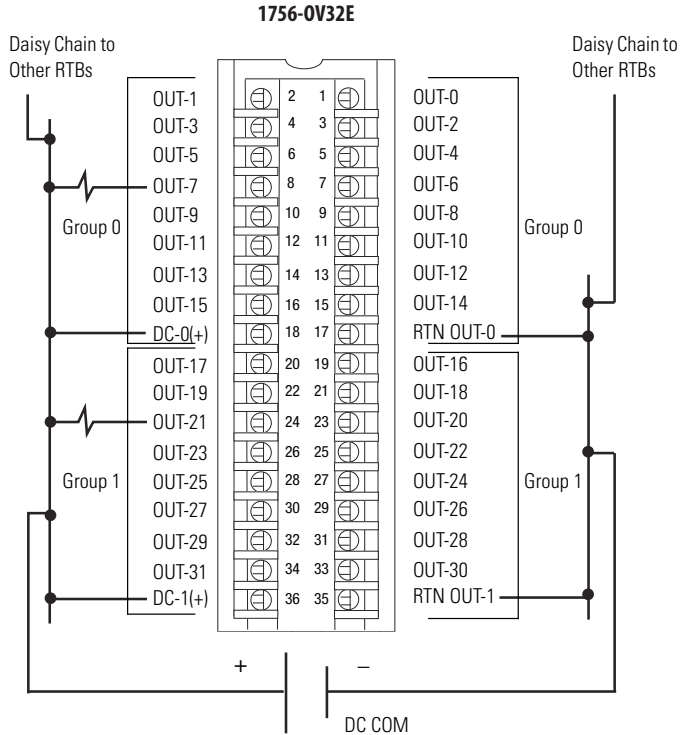 1756-OV32E
Daisy Chain to
Other RTBs
Daisy Chain to
Other RTBs
OUT-1 2 1 OUT-0
OUT-3 4 3 OUT-2
OUT-5 6 5 OUT-4
OUT-7 8 7 OUT-6
OUT-9 10 9 OUT-8
Group 0
Group 0
OUT-11 12 11 OUT-10
OUT-13 14 13 OUT-12
OUT-15 16 15 OUT-14
DC-0(+) 18 17 RTN OUT-0
OUT-17 20 19 OUT-16
OUT-19 22 21 OUT-18
OUT-21 24 23 OUT-20
OUT-23 26 25 OUT-22
Group 1 OUT-25 28 27 OUT-24 Group 1
OUT-27 30 29 OUT-26
OUT-29 32 31 OUT-28
OUT-31 34 33 OUT-30
DC-1(+) 36 35 RTN OUT-1
+ –
DC COM